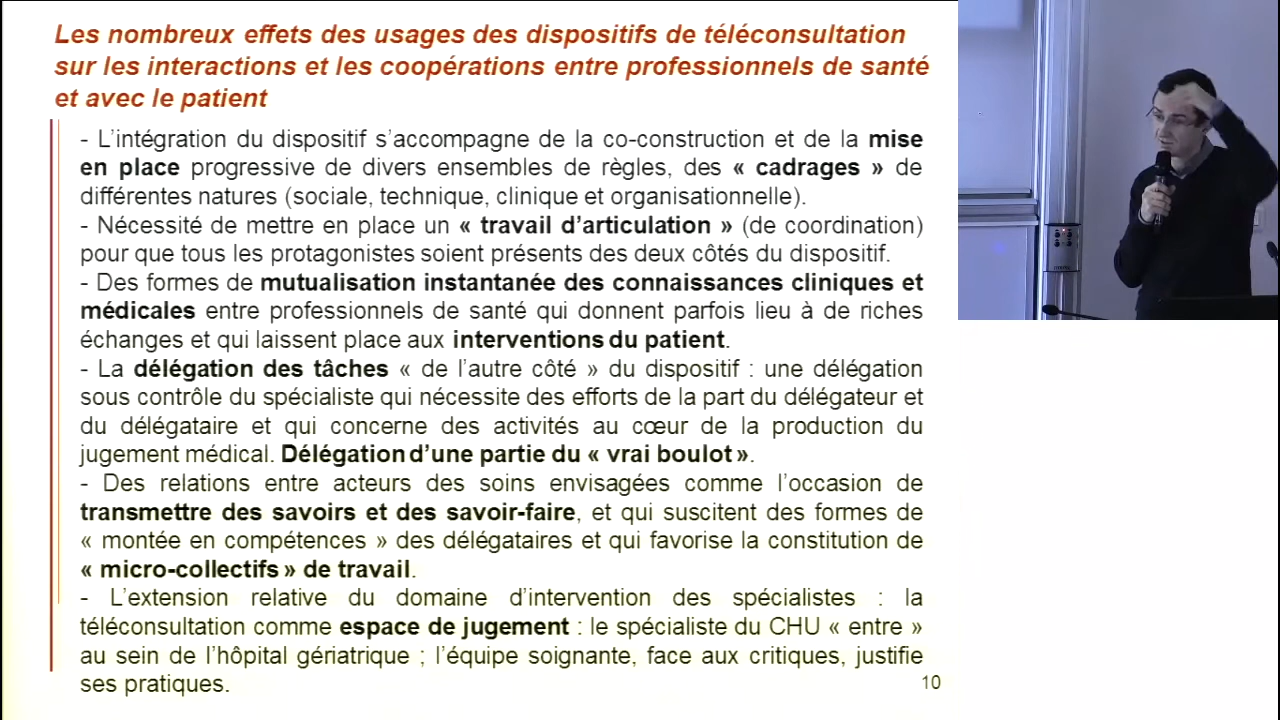 Les nombreux effets des usages des dispositifs de téléconsultation
sur les interactions et les coopérations entre professionnels de santé
et avec le patient
- L'intégration du dispositif s'accompagne de la co-construction et de la mise
en place progressive de divers ensembles de règles, des « cadrages » de
différentes natures (sociale, technique, clinique et organisationnelle).
- Nécessité de mettre en place un « travail d'articulation » (de coordination)
pour que tous les protagonistes soient présents des deux côtés du dispositif.
- Des formes de mutualisation instantanée des connaissances cliniques et
médicales entre professionnels de santé qui donnent parfois lieu à de riches
échanges et qui laissent place aux interventions du patient.
- La délégation des tâches « de l'autre côté » du dispositif : une délégation
sous contrôle du spécialiste qui nécessite des efforts de la part du délégateur et
du délégataire et qui concerne des activités au cœur de la production du
jugement médical. Délégation d'une partie du « vrai boulot ».
- Des relations entre acteurs des soins envisagées comme l'occasion de
transmettre des savoirs et des savoir-faire, et qui suscitent des formes de
« montée en compétences » des délégataires et qui favorise la constitution de
« micro-collectifs » de travail.
- L'extension relative du domaine d'intervention des spécialistes : la
téléconsultation comme espace de jugement : le spécialiste du CHU « entre »
au sein de l'hôpital gériatrique ; l'équipe soignante, face aux critiques, justifie
ses pratiques.
10